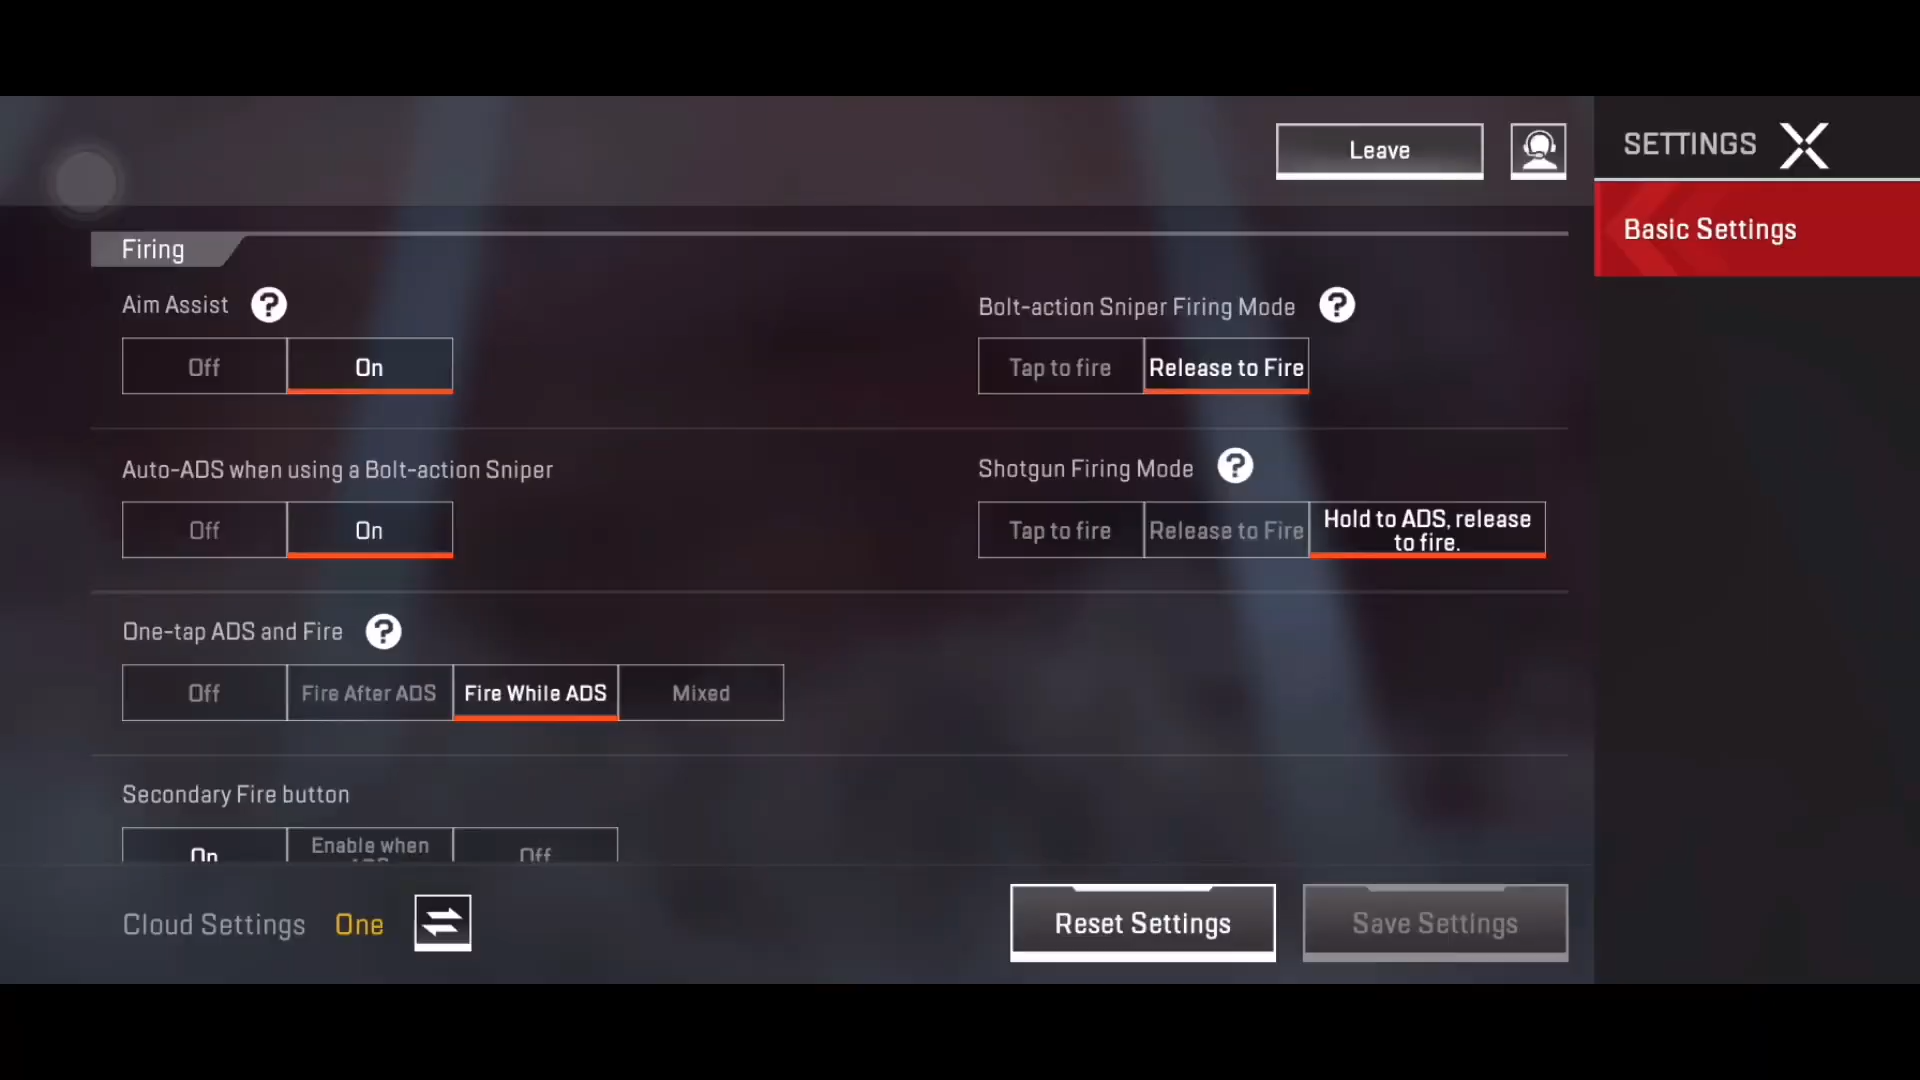 Leave
SETTINGS
Basic Settings
Firing
Aim Assist ?
Off On
Bolt-action Sniper Firing Mode ?
Tap to fire Release to Fire
Auto-ADS when using a Bolt-action Sniper
Off On
Shotgun Firing Mode ?
Tap to fire Release to Fire Hold to ADS, release
to fire.
One-tap ADS and Fire ?
Off Fire After ADS Fire While ADS Mixed
Secondary Fire button
On Enable when
ADS Off
Cloud Settings One
Reset Settings Save Settings